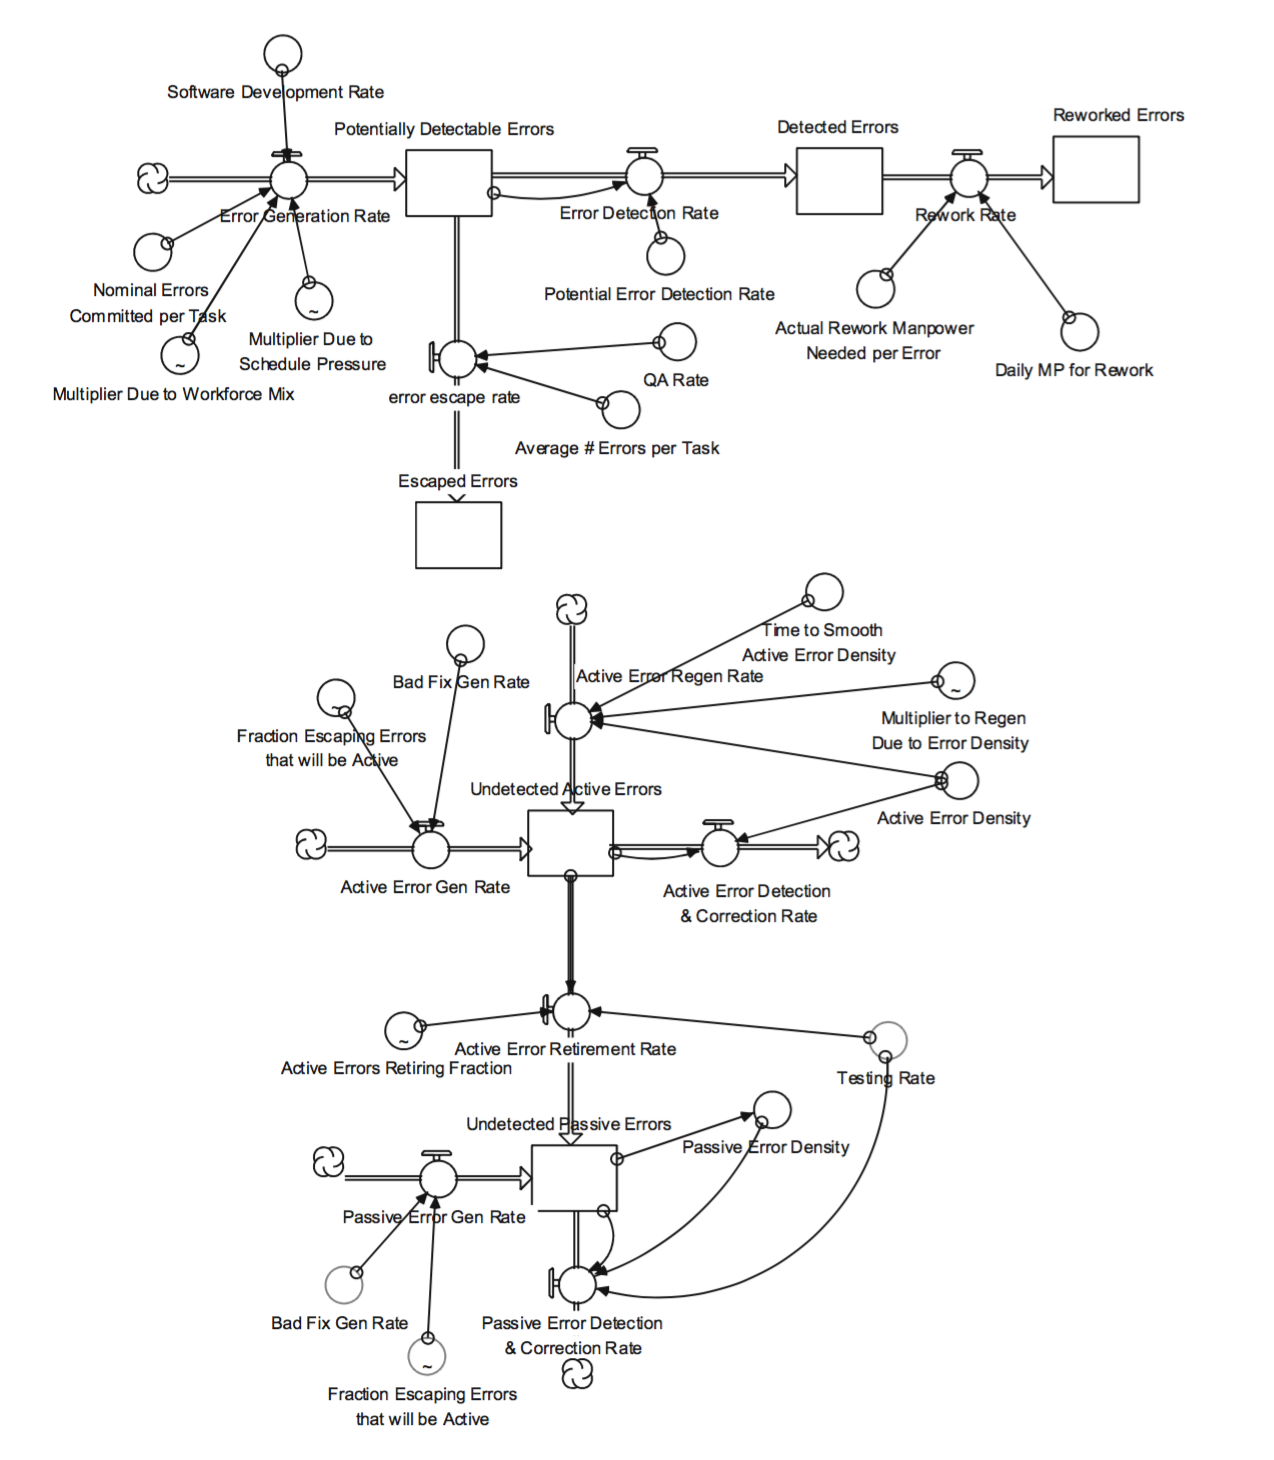 Software Development Rate
Potentially Detectable Errors
Detected Errors
Reworked Errors
Error Generation Rate
Error Detection Rate
Rework Rate
Nominal Errors
Committed per Task
Potential Error Detection Rate
Multiplier Due to
Schedule Pressure
Actual Rework Manpower
Needed per Error
Daily MP for Rework
Multiplier Due to Workforce Mix
~
~
QA Rate
error escape rate
Average # Errors per Task
Escaped Errors
Time to Smooth
Active Error Density
Bad Fix Gen Rate
Active Error Regen Rate
~
~
Multiplier to Regen
Due to Error Density
Fraction Escaping Errors
that will be Active
Undetected Active Errors
Active Error Density
Active Error Gen Rate
Active Error Detection
& Correction Rate
~
Active Error Retirement Rate
Active Errors Retiring Fraction
Testing Rate
Undetected Passive Errors
Passive Error Density
Passive Error Gen Rate
Bad Fix Gen Rate
Passive Error Detection
& Correction Rate
~
Fraction Escaping Errors
that will be Active